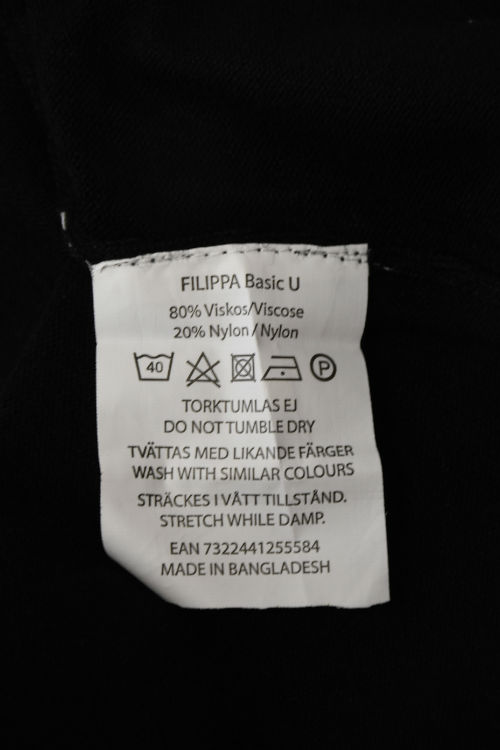 FILIPPA Basic U
80% Viskos/Viscose
20% Nylon / Nylon
40 P
TORKTUMLAS EJ
DO NOT TUMBLE DRY
TVÄTTAS MED LIKANDE FÄRGER
WASH WITH SIMILAR COLOURS
STRÄCKES I VÅTT TILLSTÅND.
STRETCH WHILE DAMP.
EAN 7322441255584
MADE IN BANGLADESH